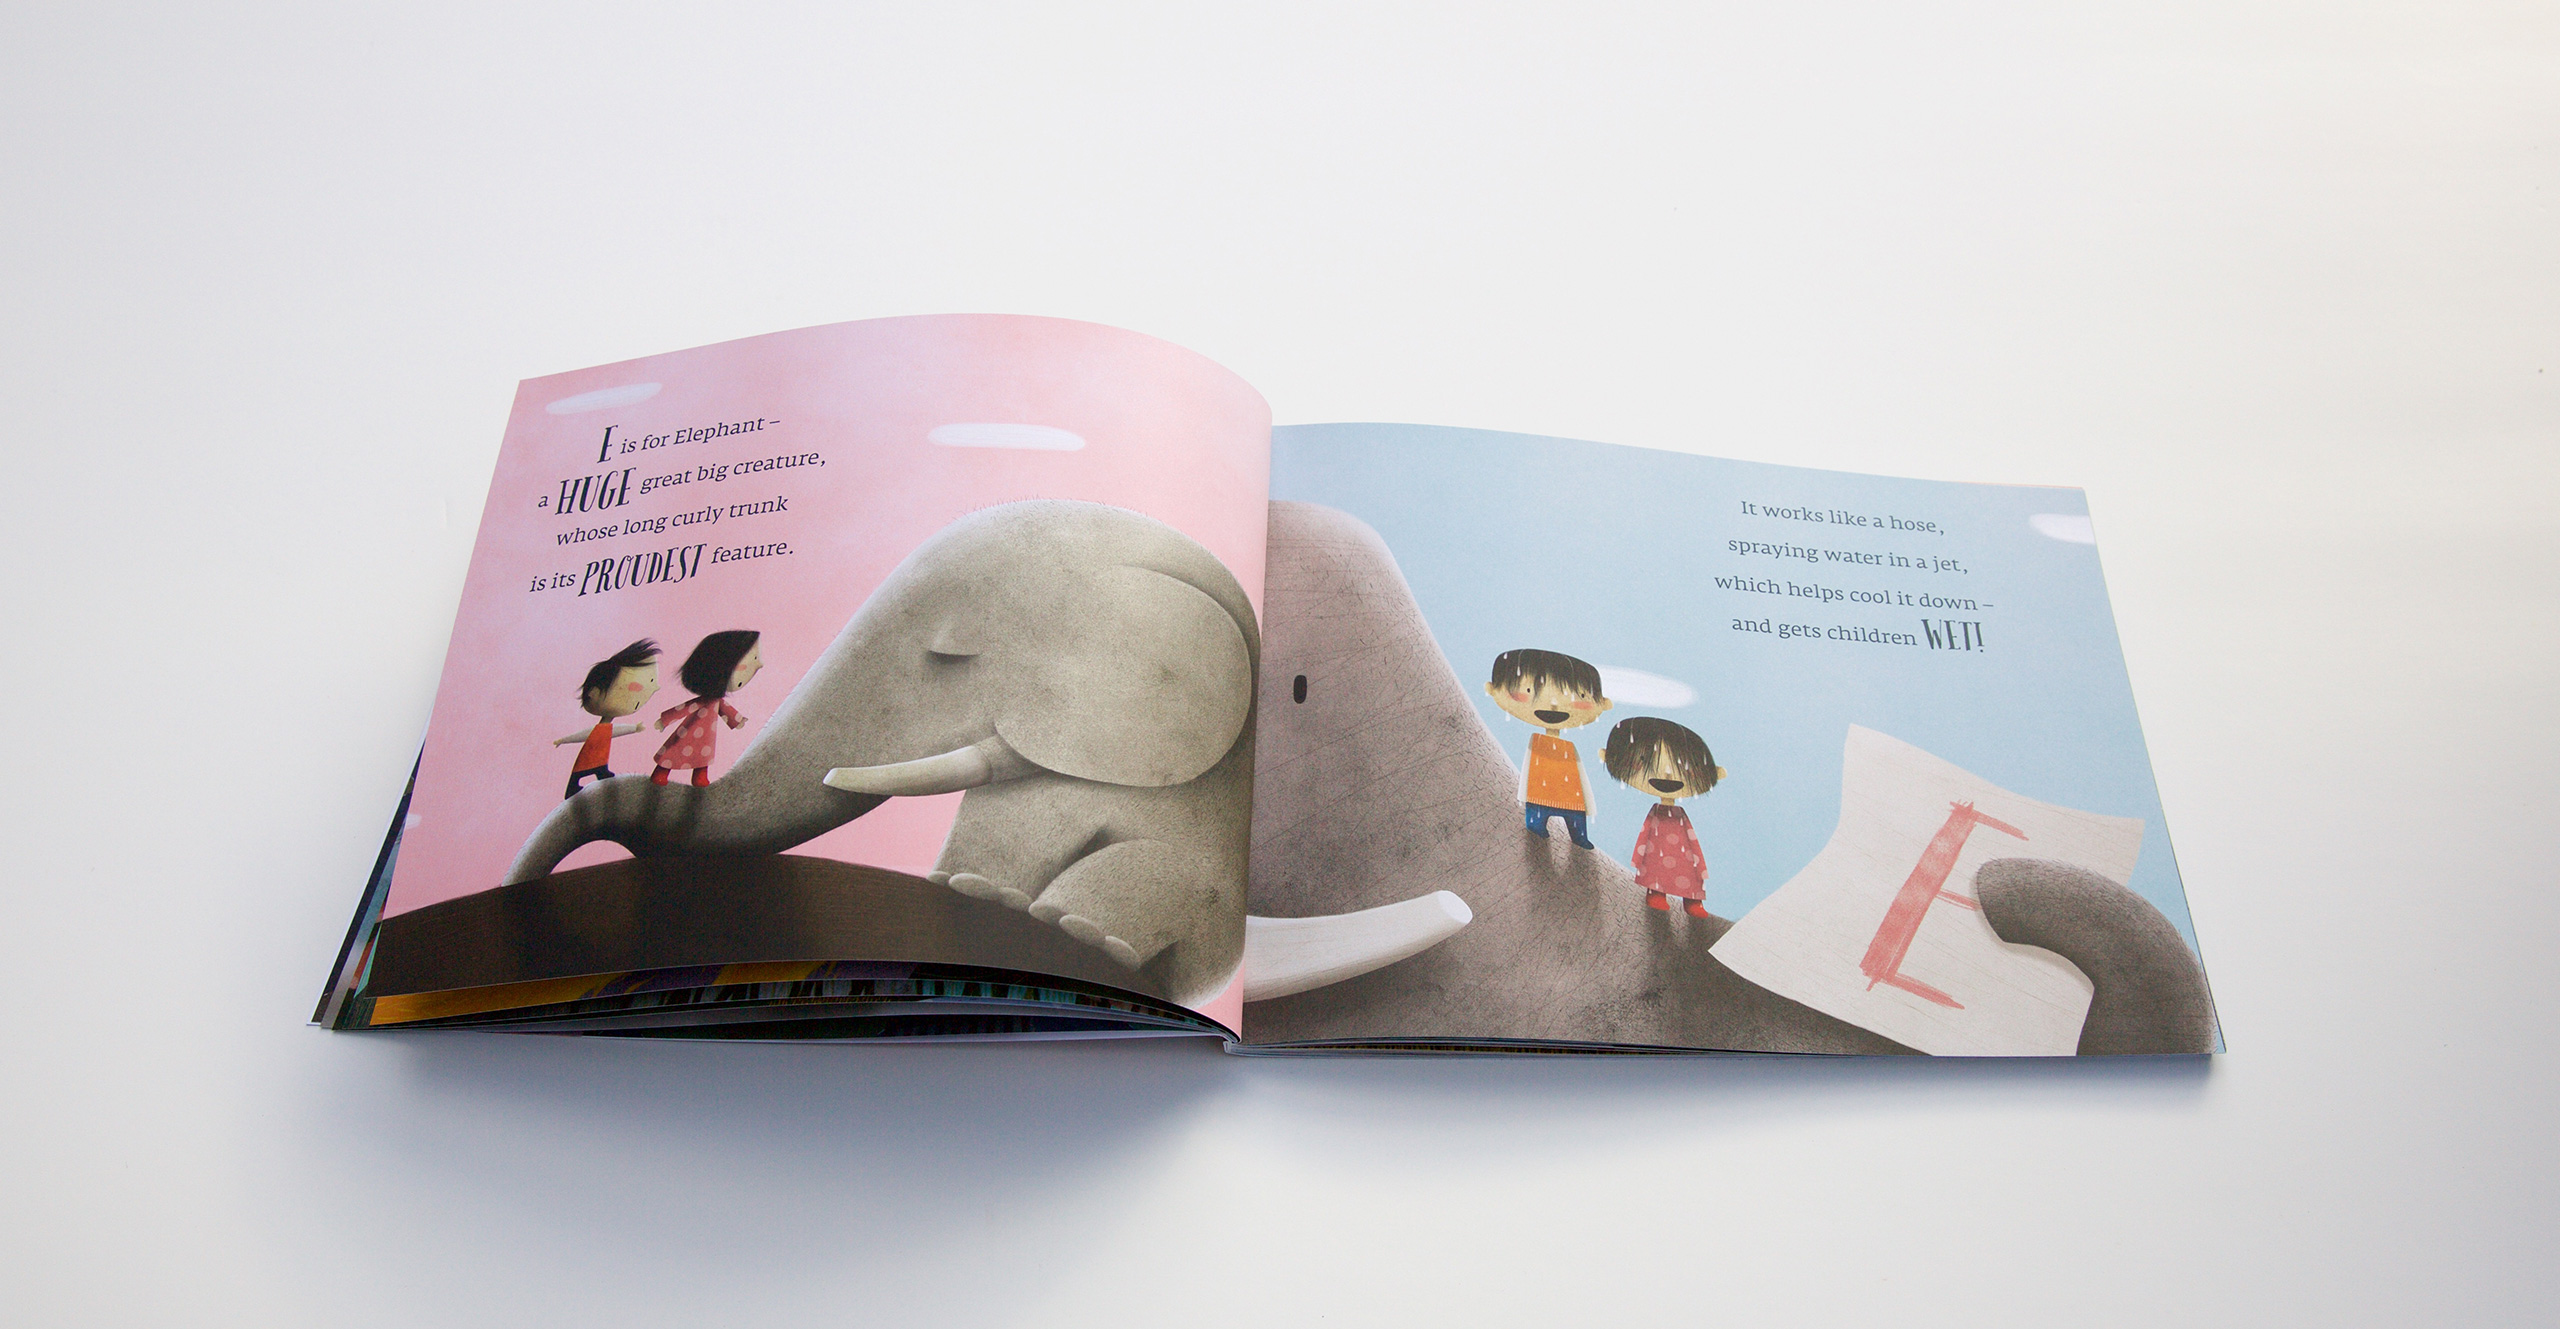 E is for Elephant –
a HUGE great big creature,
whose long curly trunk
is its PROUDEST feature.
It works like a hose,
spraying water in a jet,
which helps cool it down –
and gets children WET!
E